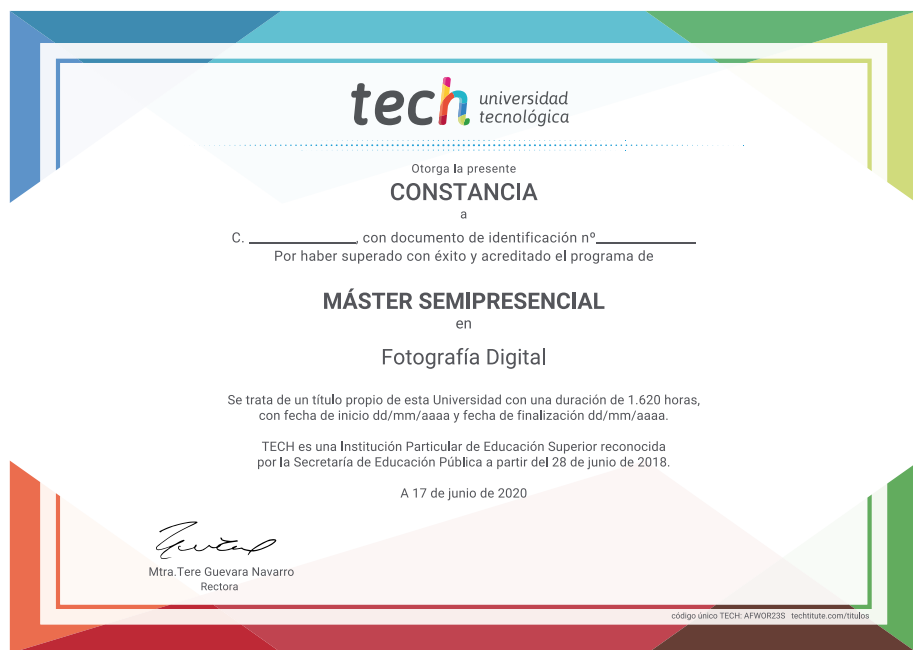 tech universidad
tecnológica
Otorga la presente
CONSTANCIA
a
C. ____________, con documento de identificación nº___________
Por haber superado con éxito y acreditado el programa de
MÁSTER SEMIPRESENCIAL
en
Fotografía Digital
Se trata de un título propio de esta Universidad con una duración de 1.620 horas,
con fecha de inicio dd/mm/aaaa y fecha de finalización dd/mm/aaaa.
TECH es una Institución Particular de Educación Superior reconocida
por la Secretaría de Educación Pública a partir del 28 de junio de 2018.
A 17 de junio de 2020
Mtra.Tere Guevara Navarro
Rectora
código único TECH: AFWOR23S techtitute.com/titulos